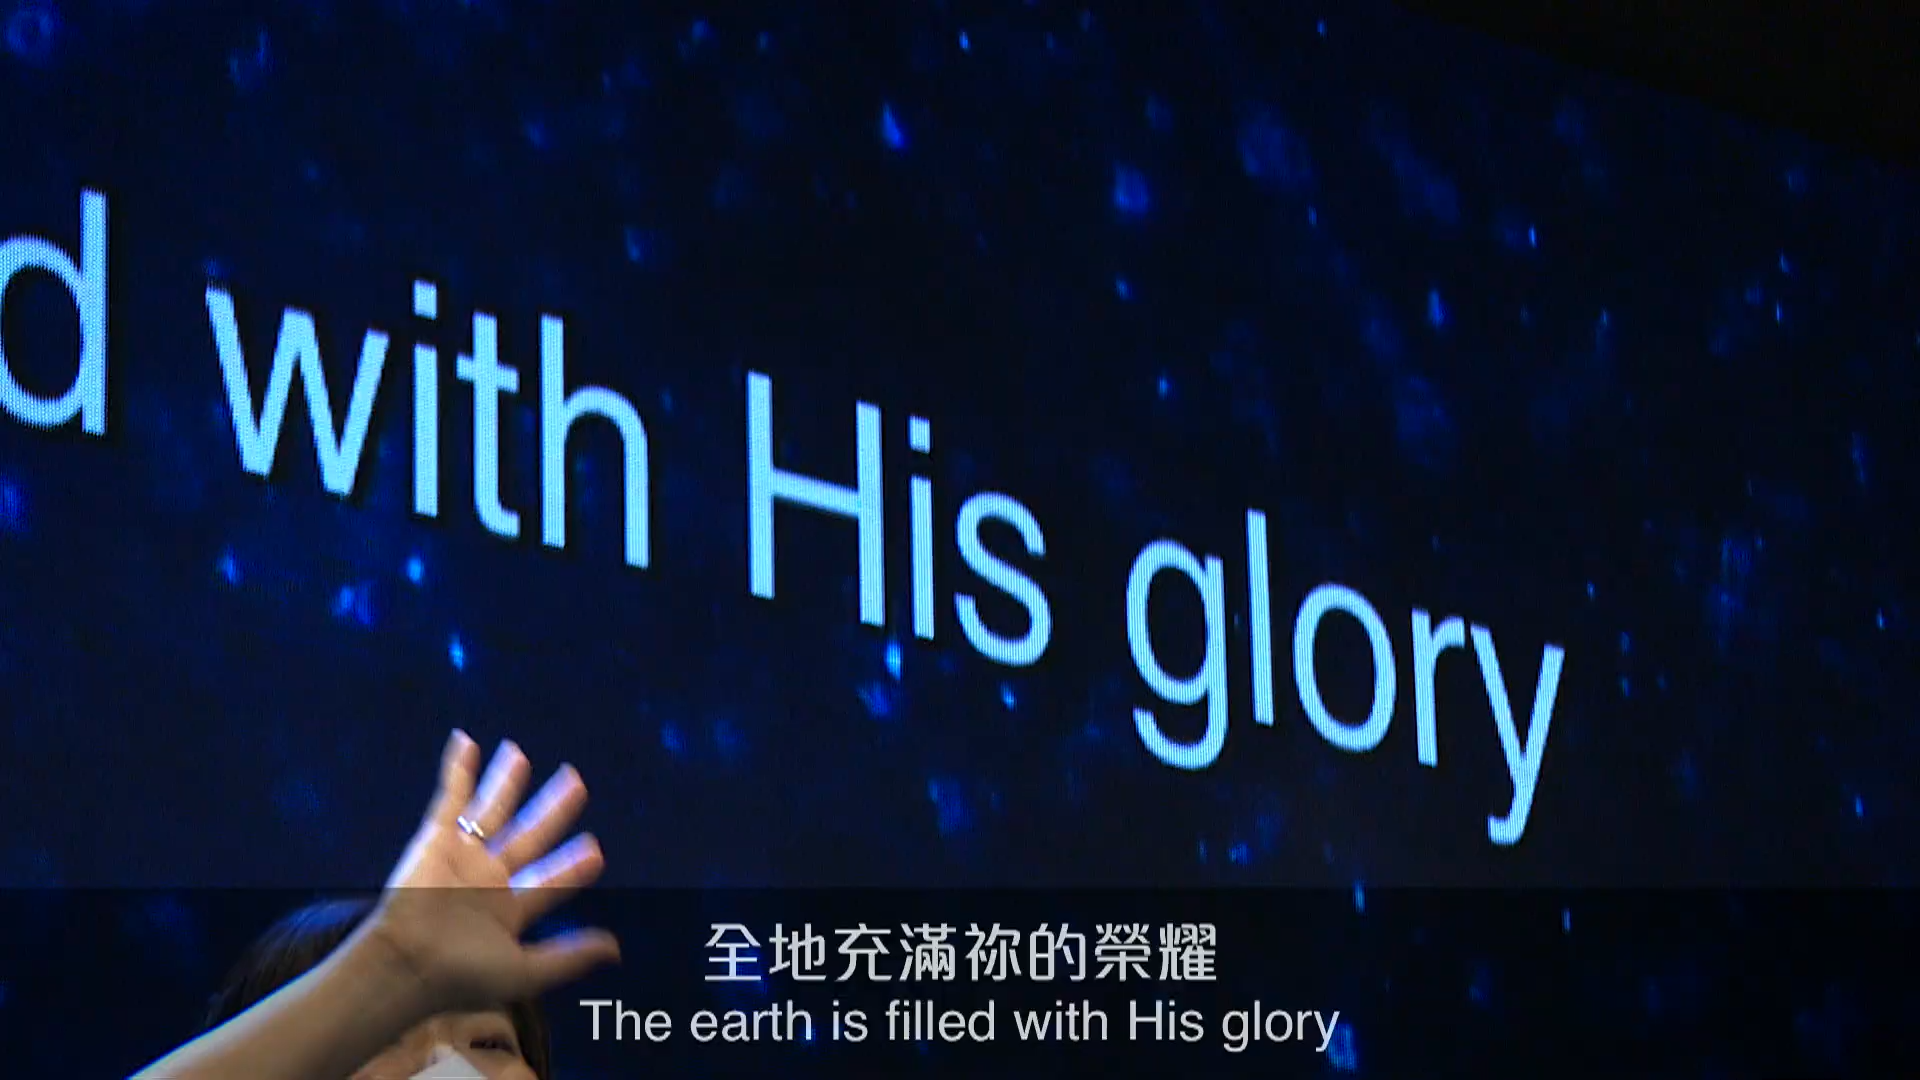 d with His glory
全地充滿祢的榮耀
The earth is filled with His glory